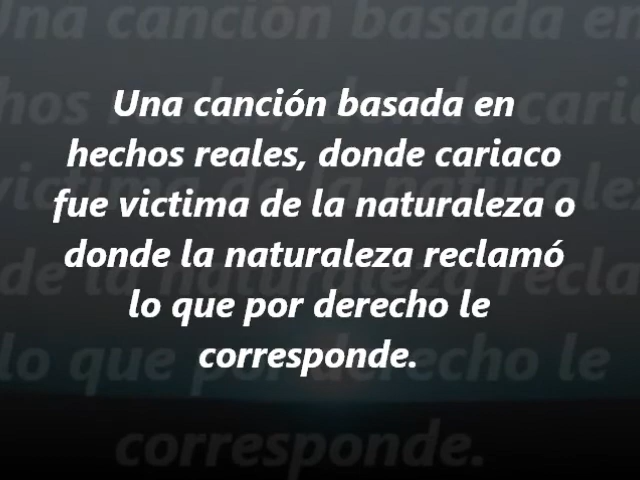 Una canción basada en
hechos reales, donde cariaco
fue victima de la naturaleza o
donde la naturaleza reclamó
lo que por derecho le
corresponde.